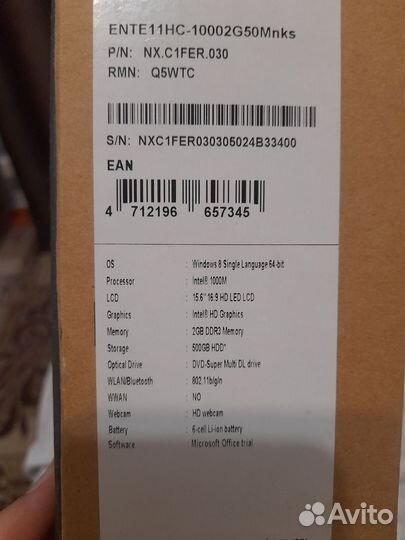 ENTE11HC-10002G50Mnks
P/N: NX.C1FER.030
RMN: Q5WTC
S/N: NXC1FER030305024B33400
EAN
4 712196 657345
OS : Windows 8 Single Language 64-bit
Processor : Intel® 1000M
LCD : 15.6" 16:9 HD LED LCD
Graphics : Intel® HD Graphics
Memory : 2GB DDR3 Memory
Storage : 500GB HDD*
Optical Drive : DVD-Super Multi DL drive
WLAN/Bluetooth : 802.11b/g/n
WWAN : NO
Webcam : HD webcam
Battery : 6-cell Li-ion battery
Software : Microsoft Office trial
Avito